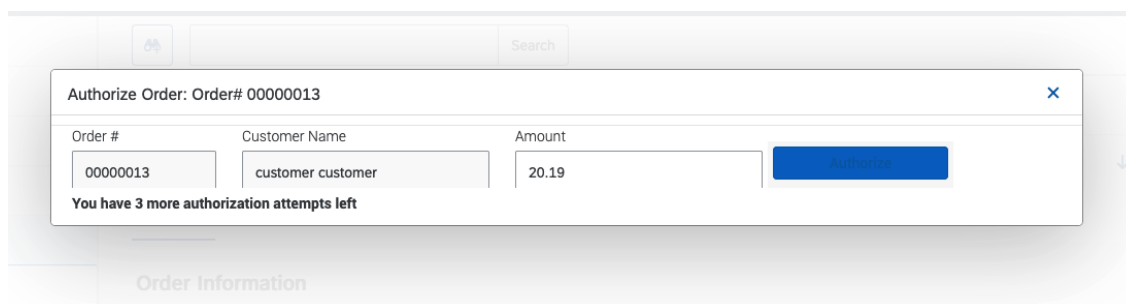 Search
Authorize Order: Order# 00000013
Order # Customer Name Amount
00000013 customer customer 20.19 Authorize
You have 3 more authorization attempts left
Order Information